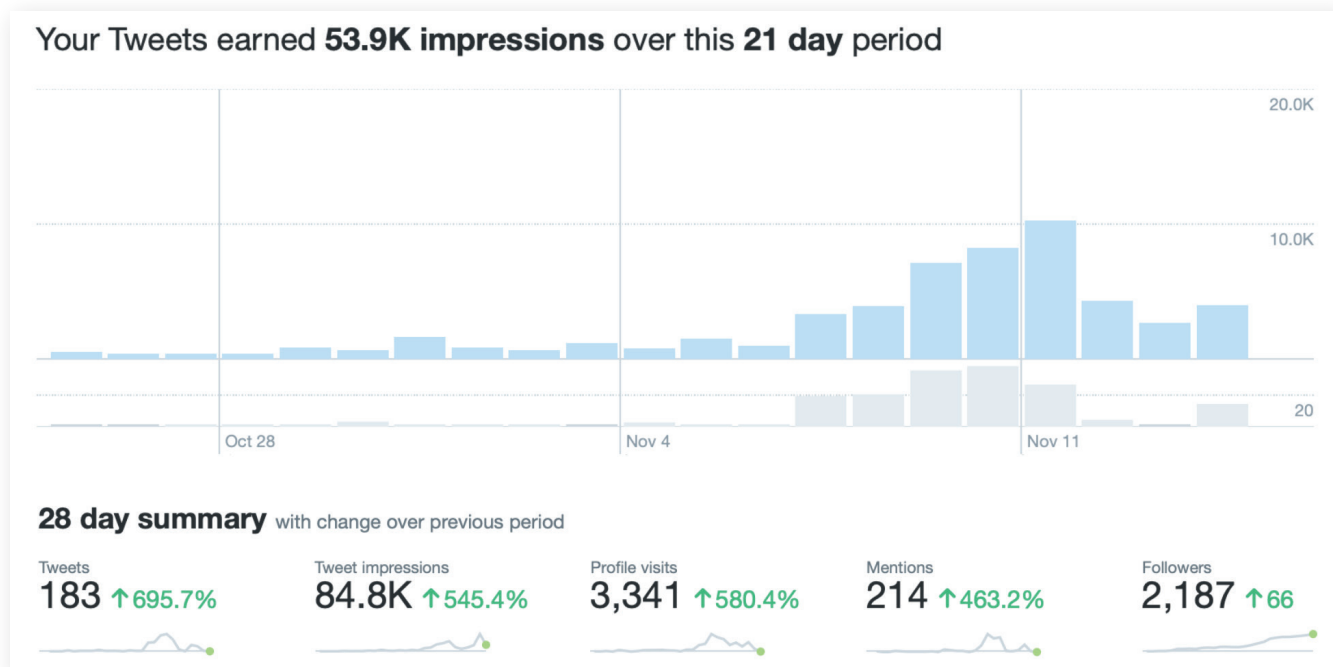 Your Tweets earned 53.9K impressions over this 21 day period
20.0K
10.0K
20
Oct 28
Nov 4
Nov 11
28 day summary with change over previous period
Tweets
183 ↑695.7%
Tweet impressions
84.8K ↑545.4%
Profile visits
3,341 ↑580.4%
Mentions
214 ↑463.2%
Followers
2,187 ↑66